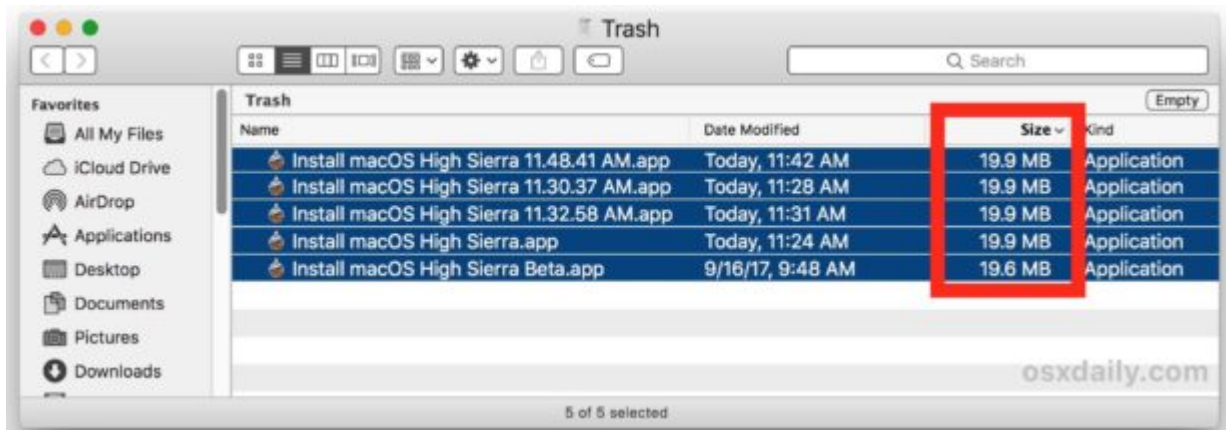 Trash
Search
Favorites
All My Files
iCloud Drive
AirDrop
Applications
Desktop
Documents
Pictures
Downloads
Trash Empty
Name Date Modified Size Kind
Install macOS High Sierra 11.48.41 AM.app Today, 11:42 AM 19.9 MB Application
Install macOS High Sierra 11.30.37 AM.app Today, 11:28 AM 19.9 MB Application
Install macOS High Sierra 11.32.58 AM.app Today, 11:31 AM 19.9 MB Application
Install macOS High Sierra.app Today, 11:24 AM 19.9 MB Application
Install macOS High Sierra Beta.app 9/16/17, 9:48 AM 19.6 MB Application
osxdaily.com
5 of 5 selected